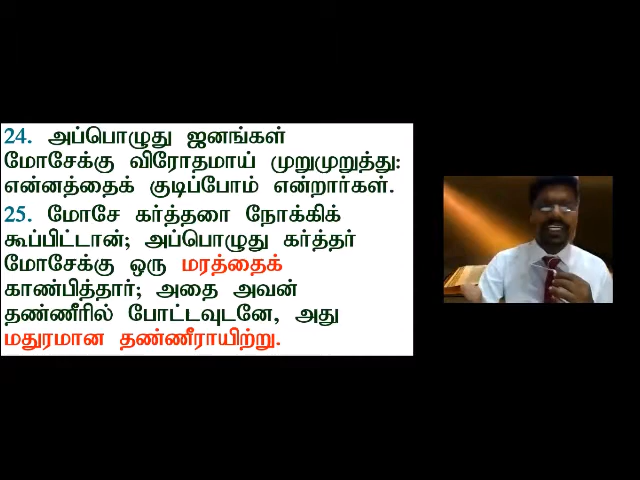 24. அப்பொழுது ஜனங்கள்
மோசேக்கு விரோதமாய் முறுமுறுத்து:
என்னத்தைக் குடிப்போம் என்றார்கள்.
25. மோசே கர்த்தரை நோக்கிக்
கூப்பிட்டான்; அப்பொழுது கர்த்தர்
மோசேக்கு ஒரு மரத்தைக்
காண்பித்தார்; அதை அவன்
தண்ணீரில் போட்டவுடனே, அது
மதுரமான தண்ணீராயிற்று.